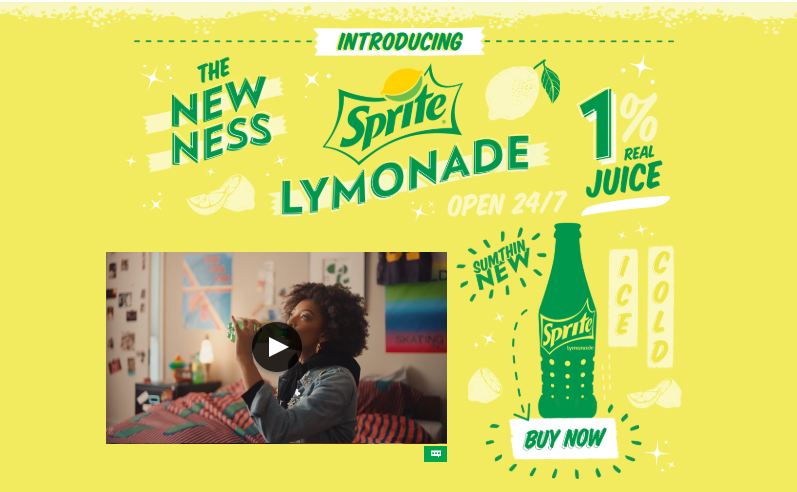 INTRODUCING
THE
NEW
NESS
Sprite
LYMONADE
OPEN 24/7
1%
REAL
JUICE
SUMTHIN
NEW
Sprite
lymonade
ICE
COLD
SKATING
BUY NOW